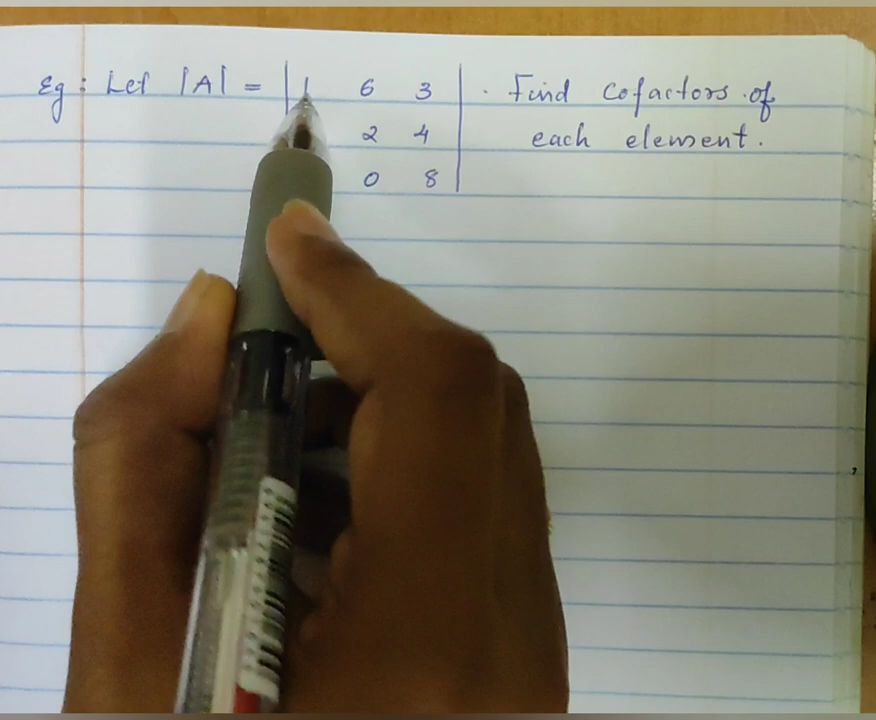 Eg : Let |A| = | 1 6 3 | . Find cofactors of
2 4 | each element.
0 8 |